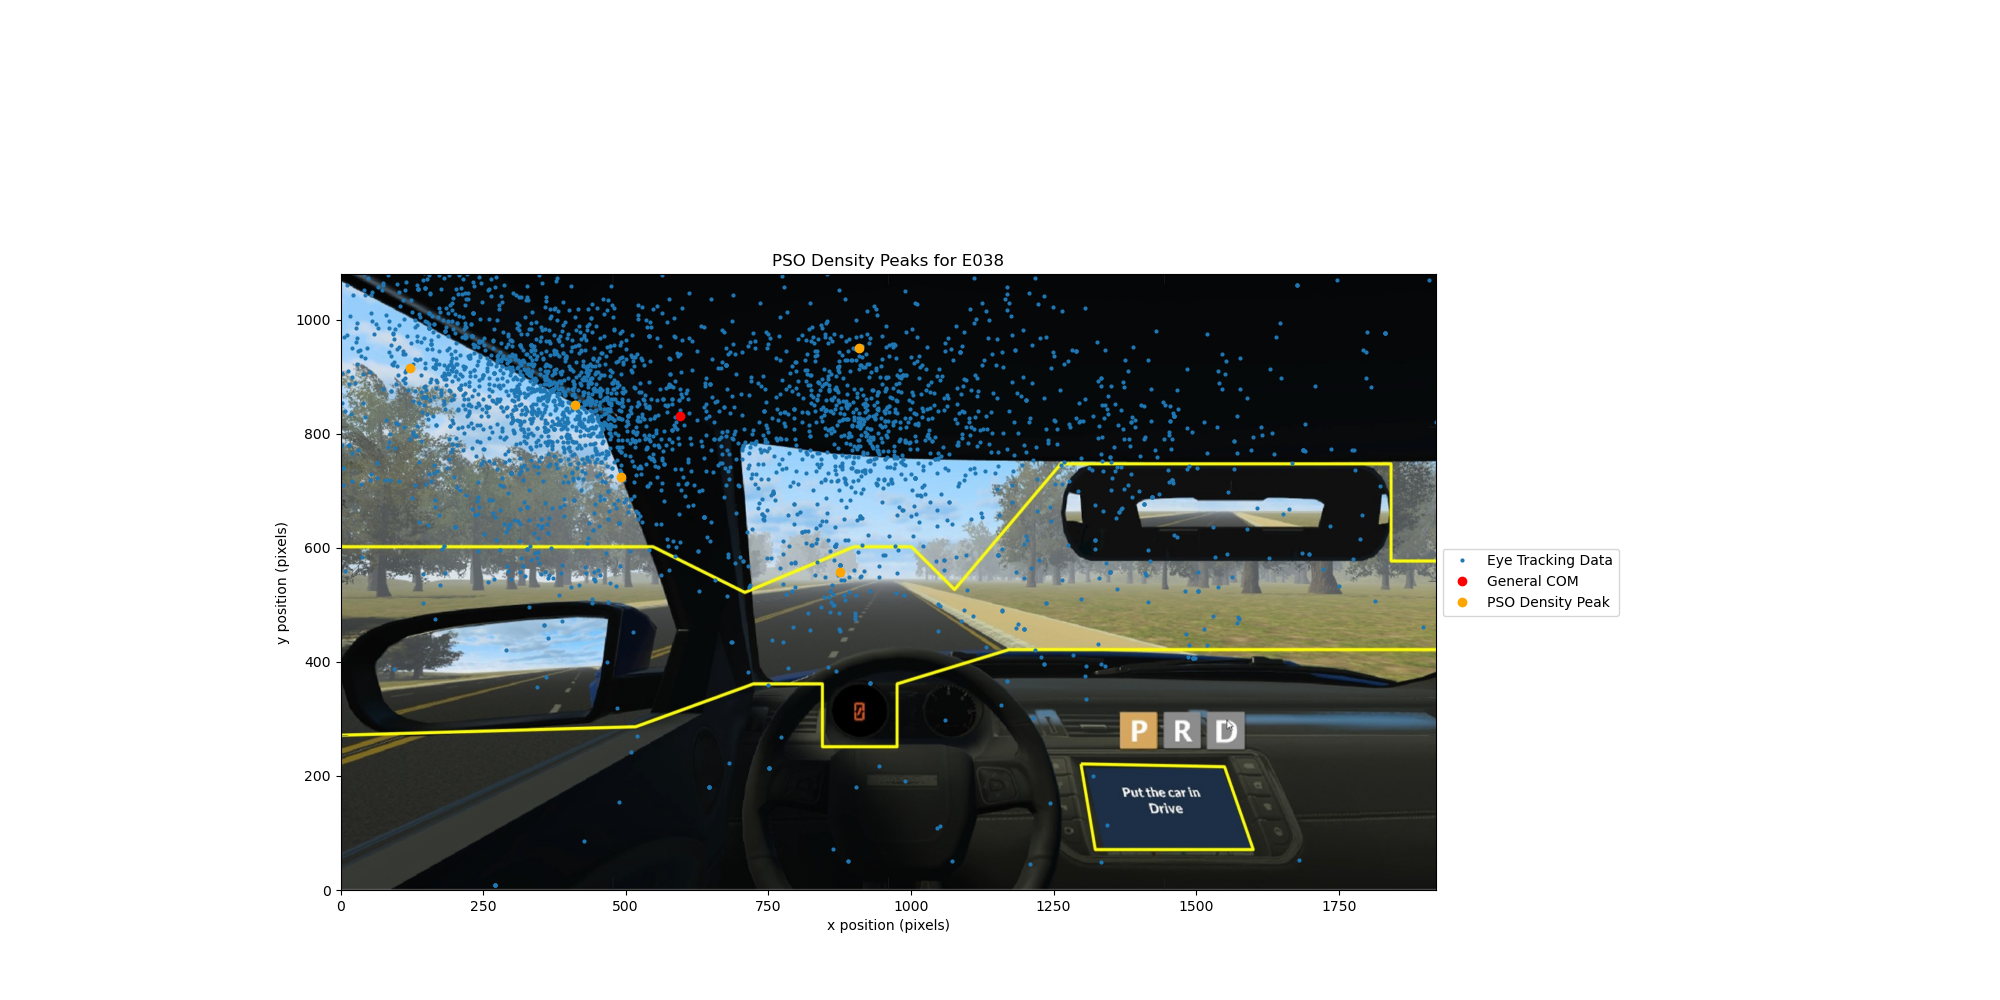 PSO Density Peaks for E038
1000
800
600
400
200
0
y position (pixels)
0 250 500 750 1000 1250 1500 1750
x position (pixels)
Eye Tracking Data
General COM
PSO Density Peak
0
P R D
Put the car in
Drive